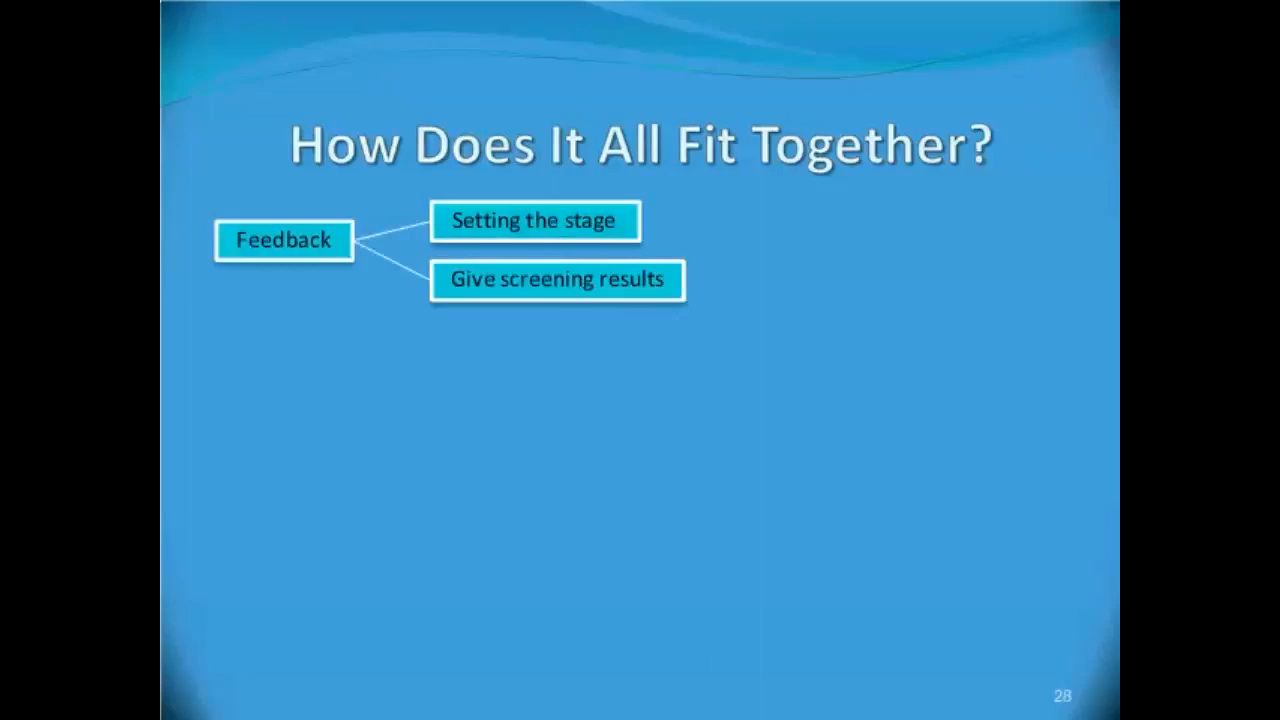 How Does It All Fit Together?
Feedback
Setting the stage
Give screening results
28